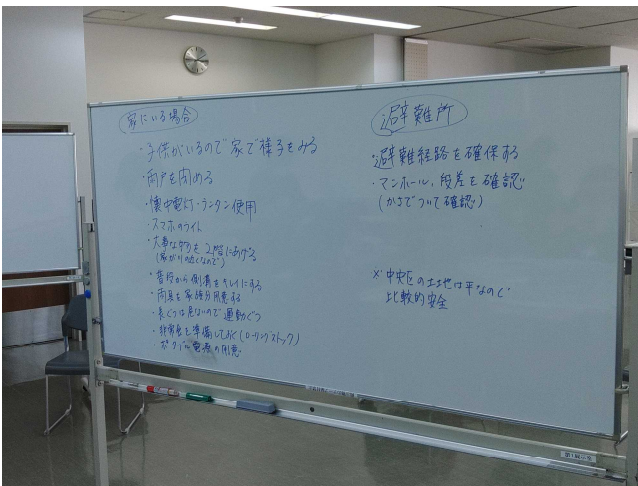 家にいる場合
・子供がいるので家で様子をみる
・雨戸を閉める
・懐中電灯・ランタン使用
・スマホのライト
・大事なものを2階にあげる
(家が川の近くなので)
・普段から側溝をキレイにする
・雨具を家族分用意する
・長ぐつは危ないので運動ぐつ
・非常食を準備しておく(ローリングストック)
・ポータブル電源の用意
避難所
避難経路を確保する
・マンホール、段差を確認
(かさでついて確認)
※中央区の土地は平なので
比較的安全